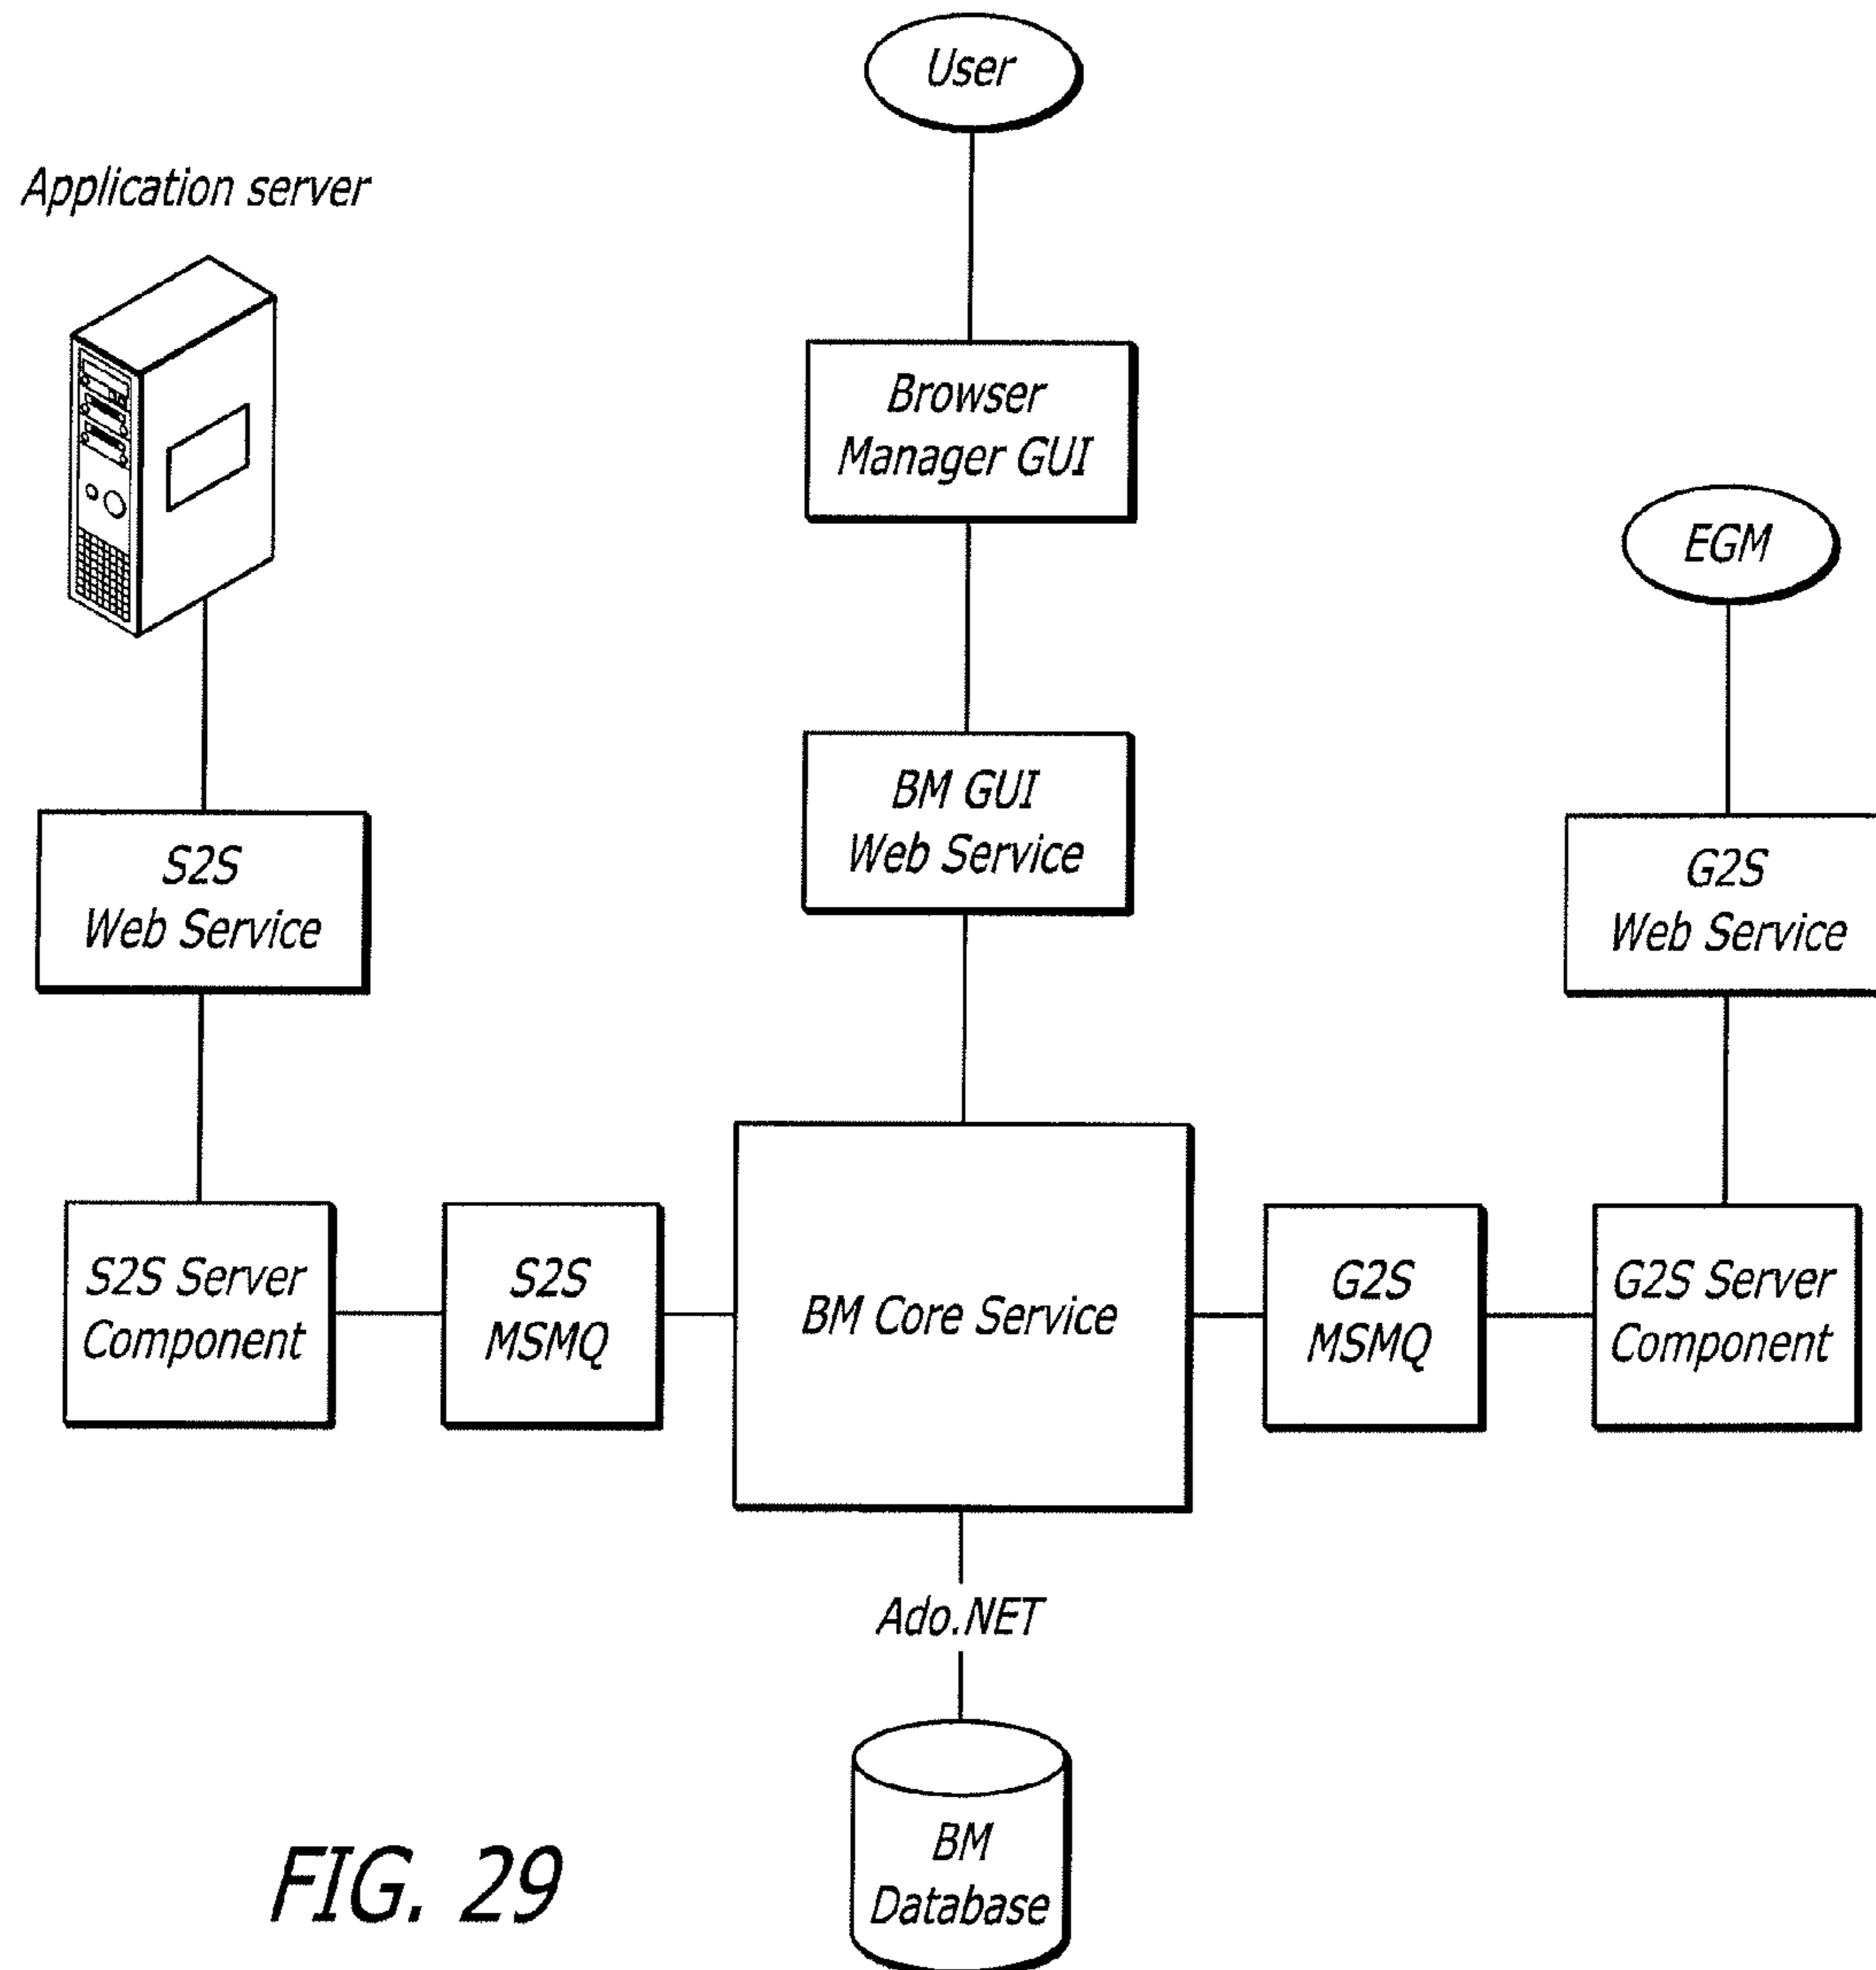 User
Application server
Browser
Manager GUI
EGM
BM GUI
Web Service
S2S
Web Service
G2S
Web Service
S2S Server
Component
S2S
MSMQ
BM Core Service
G2S
MSMQ
G2S Server
Component
Ado.NET
BM
Database
FIG. 29